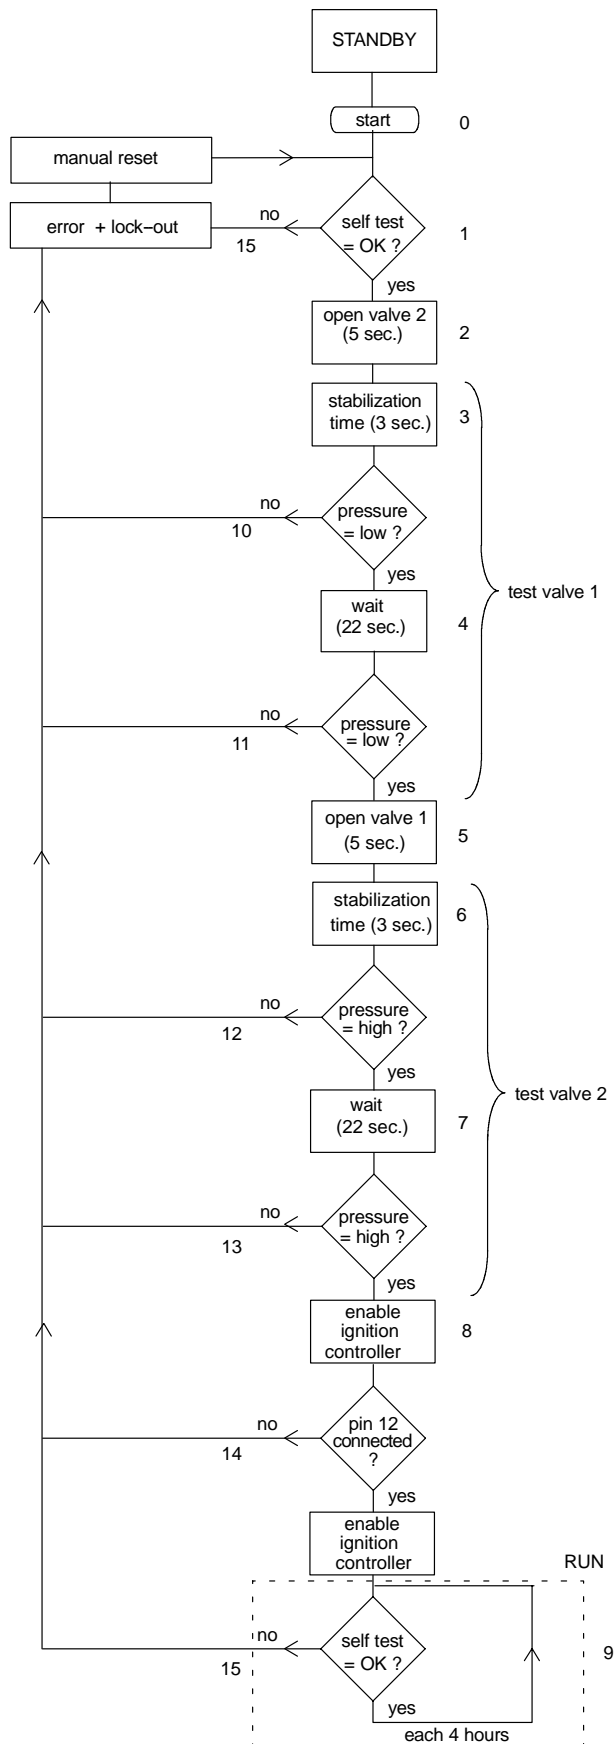 STANDBY
start
0
manual reset
error + lock-out
no
15
self test
= OK ?
1
yes
open valve 2
(5 sec.)
2
stabilization
time (3 sec.)
3
no
10
pressure
= low ?
yes
wait
(22 sec.)
4
test valve 1
no
11
pressure
= low ?
yes
open valve 1
(5 sec.)
5
stabilization
time (3 sec.)
6
no
12
pressure
= high ?
yes
wait
(22 sec.)
7
test valve 2
no
13
pressure
= high ?
yes
enable
ignition
controller
8
no
14
pin 12
connected
?
yes
enable
ignition
controller
RUN
no
15
self test
= OK ?
9
yes
each 4 hours